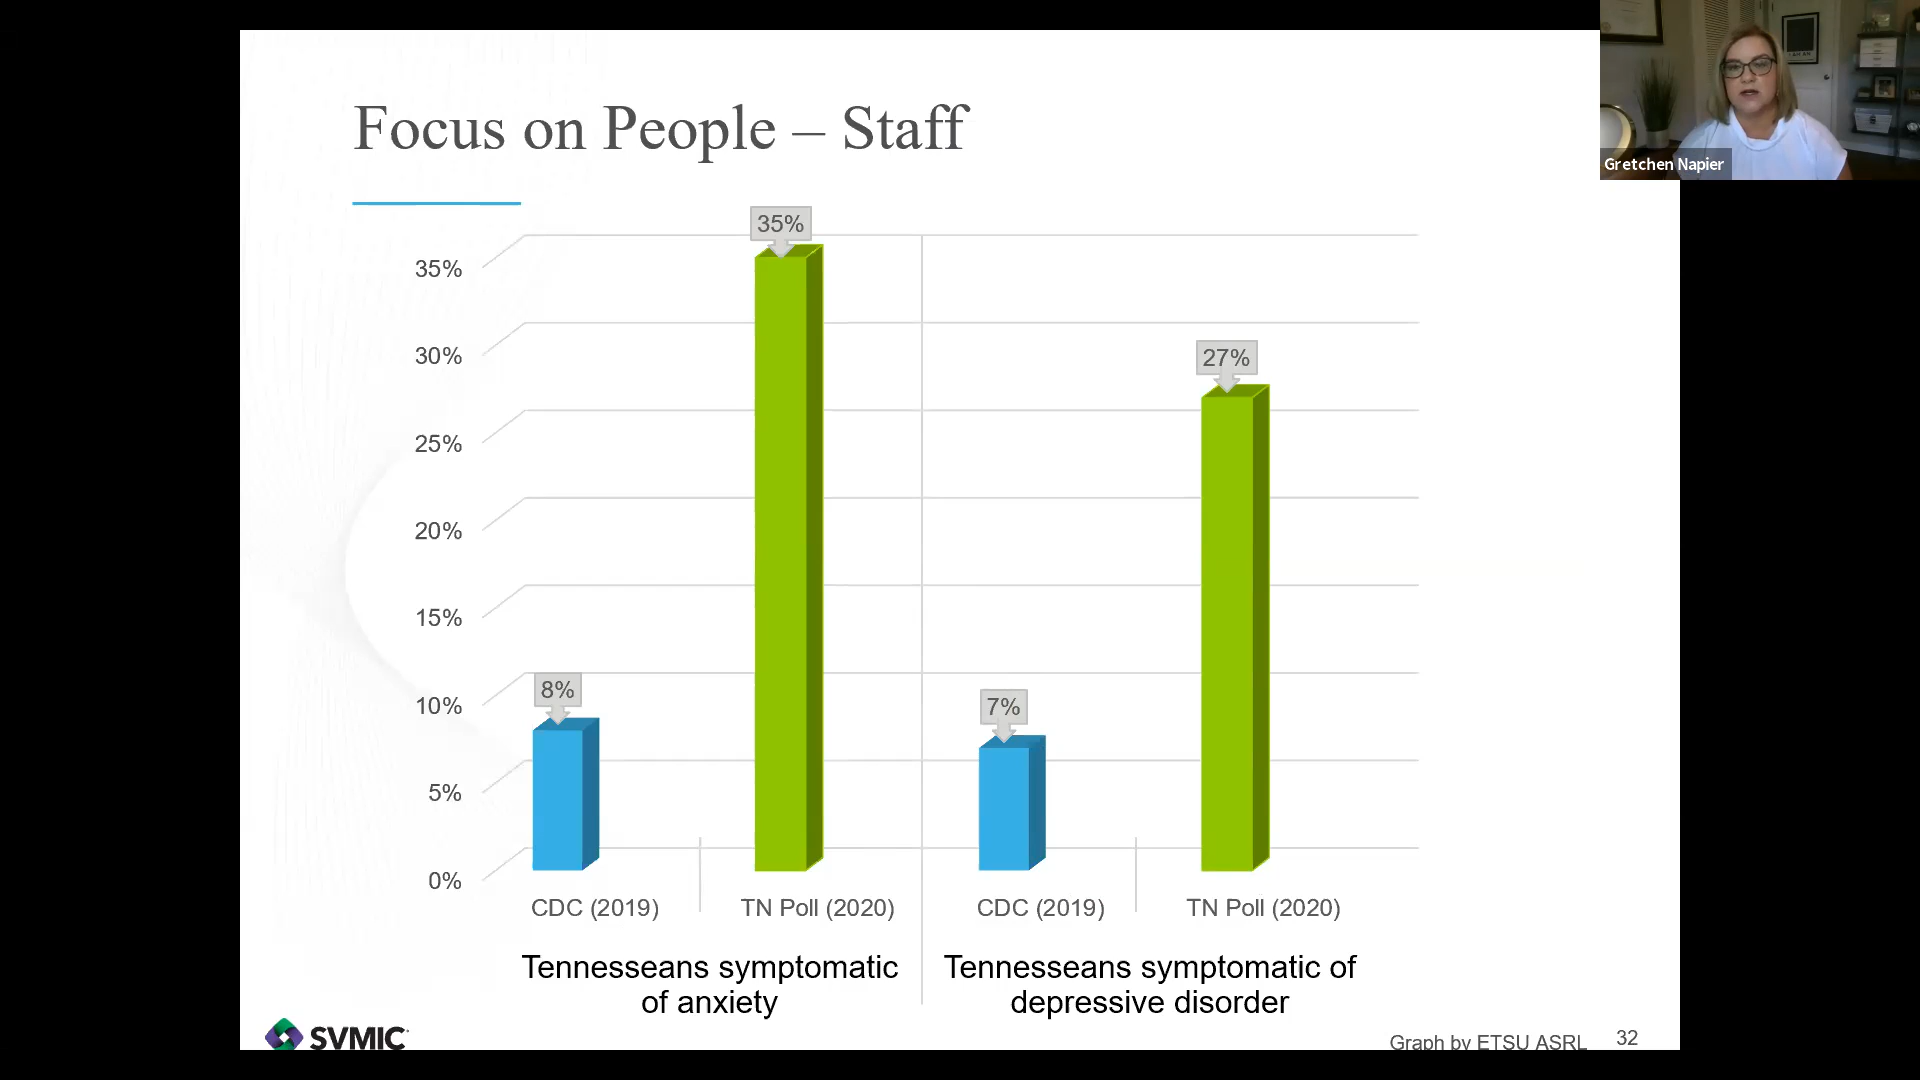 Focus on People – Staff
Gretchen Napier
35%
30%
25%
20%
15%
10%
5%
0%
8%
35%
7%
27%
CDC (2019)
TN Poll (2020)
CDC (2019)
TN Poll (2020)
Tennesseans symptomatic
of anxiety
Tennesseans symptomatic of
depressive disorder
SVMIC
Graph by ETSU ASRL
32